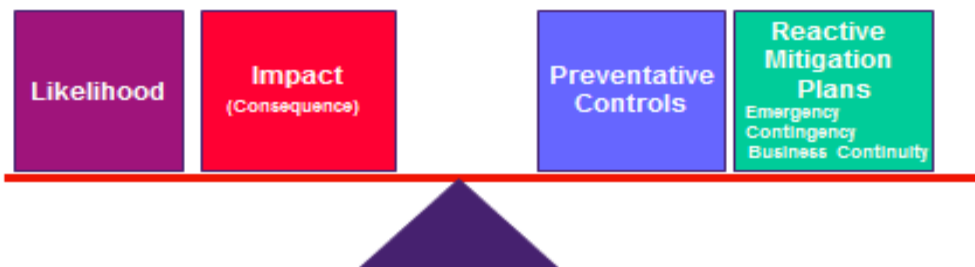 Likelihood
Impact
(Consequence)
Preventative
Controls
Reactive
Mitigation
Plans
Emergency
Contingency
Business Continuity